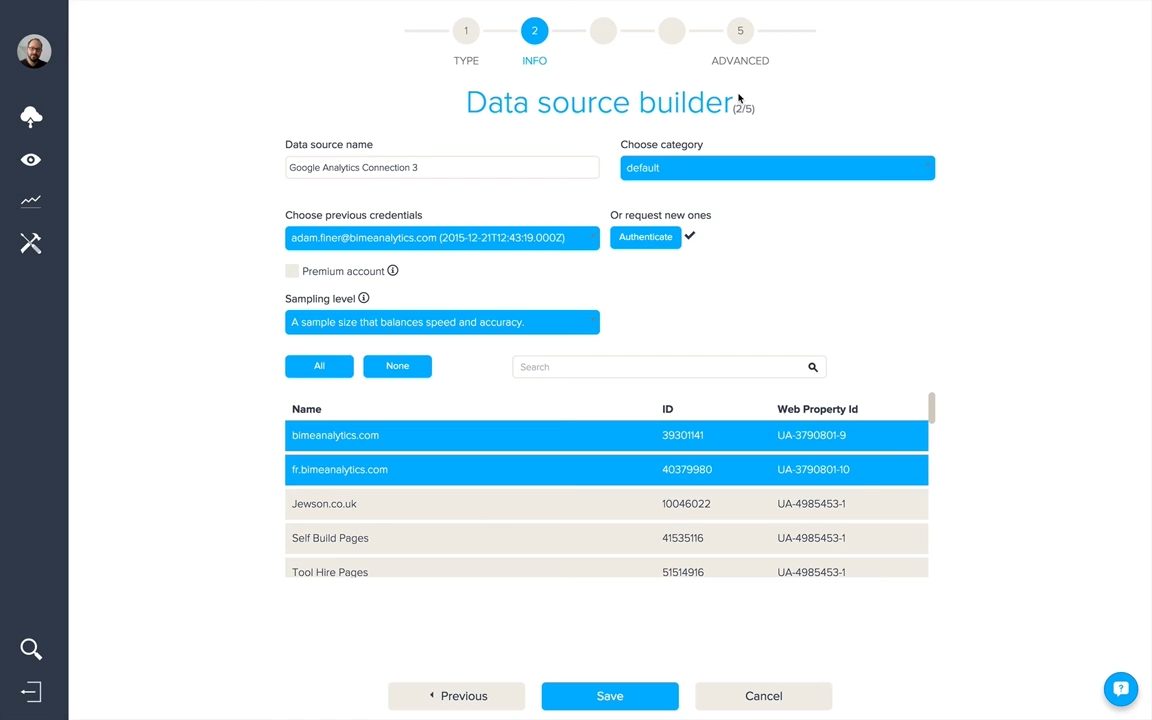 1 2 5
TYPE INFO ADVANCED
Data source builder (2/5)
Data source name Choose category
Google Analytics Connection 3 default
Choose previous credentials Or request new ones
adam.finer@bimeanalytics.com (2015-12-21T12:43:19.000Z) Authenticate
Premium account
Sampling level
A sample size that balances speed and accuracy.
All None Search
Name ID Web Property Id
bimeanalytics.com 39301141 UA-3790801-9
fr.bimeanalytics.com 40379980 UA-3790801-10
Jewson.co.uk 10046022 UA-4985453-1
Self Build Pages 41535116 UA-4985453-1
Tool Hire Pages 51514916 UA-4985453-1
Previous Save Cancel